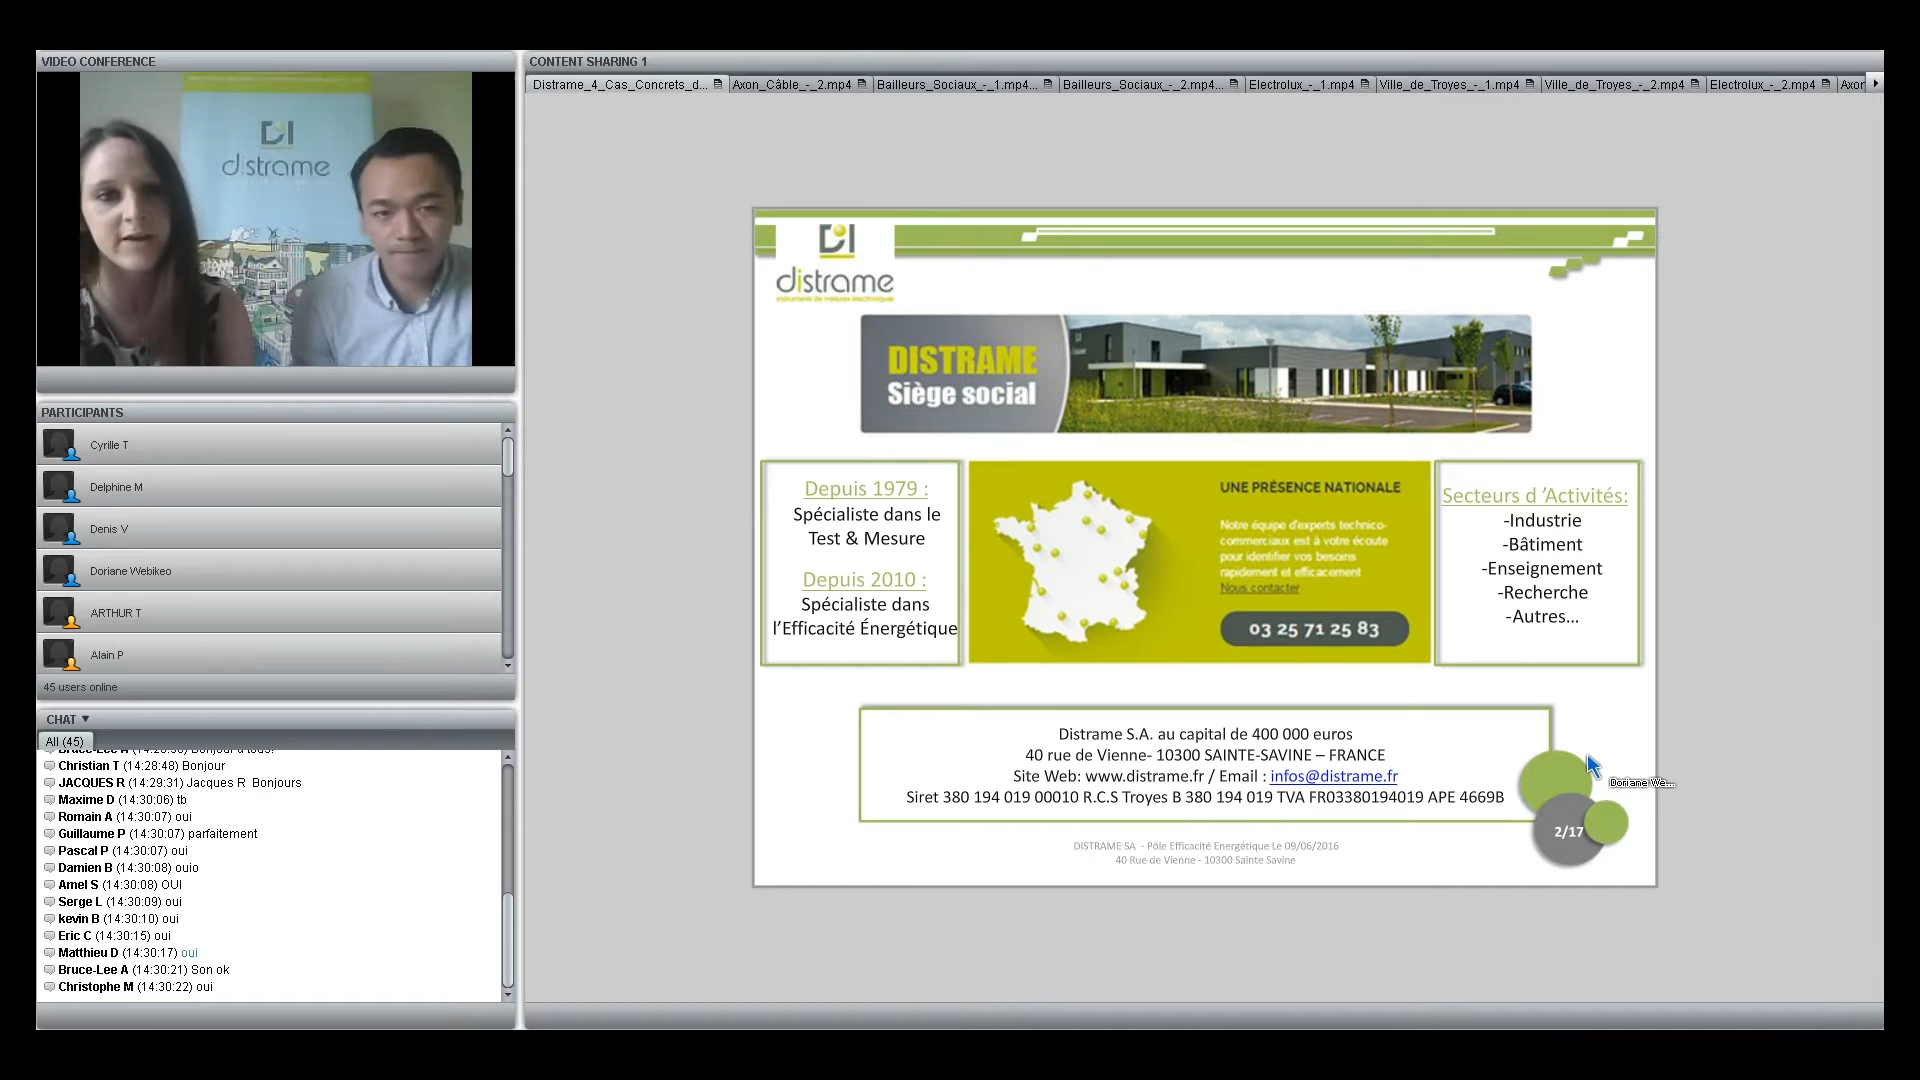 VIDEO CONFERENCE
distrame
PARTICIPANTS
Cyrille T
Delphine M
Denis V
Doriane Webikeo
ARTHUR T
Alain P
45 users online
CHAT
All (45)
Christian T (14:28:48) Bonjour
JACQUES R (14:29:31) Jacques R Bonjours
Maxime D (14:30:06) tb
Romain A (14:30:07) oui
Guillaume P (14:30:07) parfaitement
Pascal P (14:30:07) oui
Damien B (14:30:08) ouio
Amel S (14:30:08) OUI
Serge L (14:30:09) oui
kevin B (14:30:10) oui
Eric C (14:30:15) oui
Matthieu D (14:30:17) oui
Bruce-Lee A (14:30:21) Son ok
Christophe M (14:30:22) oui
CONTENT SHARING 1
Distrame_4_Cas_Concrets_d... Axon_Câble_-_2.mp4 Bailleurs_Sociaux_-_1.mp4... Bailleurs_Sociaux_-_2.mp4... Electrolux_-_1.mp4 Ville_de_Troyes_-_1.mp4 Ville_de_Troyes_-_2.mp4 Electrolux_-_2.mp4 Axor
distrame
instruments de mesures électroniques
DISTRAME
Siège social
Depuis 1979 :
Spécialiste dans le
Test & Mesure
Depuis 2010 :
Spécialiste dans
l'Efficacité Énergétique
UNE PRÉSENCE NATIONALE
Notre équipe d'experts technico-
commerciaux est à votre écoute
pour identifier vos besoins
rapidement et efficacement
Nous contacter
03 25 71 25 83
Secteurs d 'Activités:
-Industrie
-Bâtiment
-Enseignement
-Recherche
-Autres...
Distrame S.A. au capital de 400 000 euros
40 rue de Vienne- 10300 SAINTE-SAVINE – FRANCE
Site Web: www.distrame.fr / Email : infos@distrame.fr
Siret 380 194 019 00010 R.C.S Troyes B 380 194 019 TVA FR03380194019 APE 4669B
Doriane We...
2/17
DISTRAME SA - Pôle Efficacité Energétique Le 09/06/2016
40 Rue de Vienne - 10300 Sainte Savine